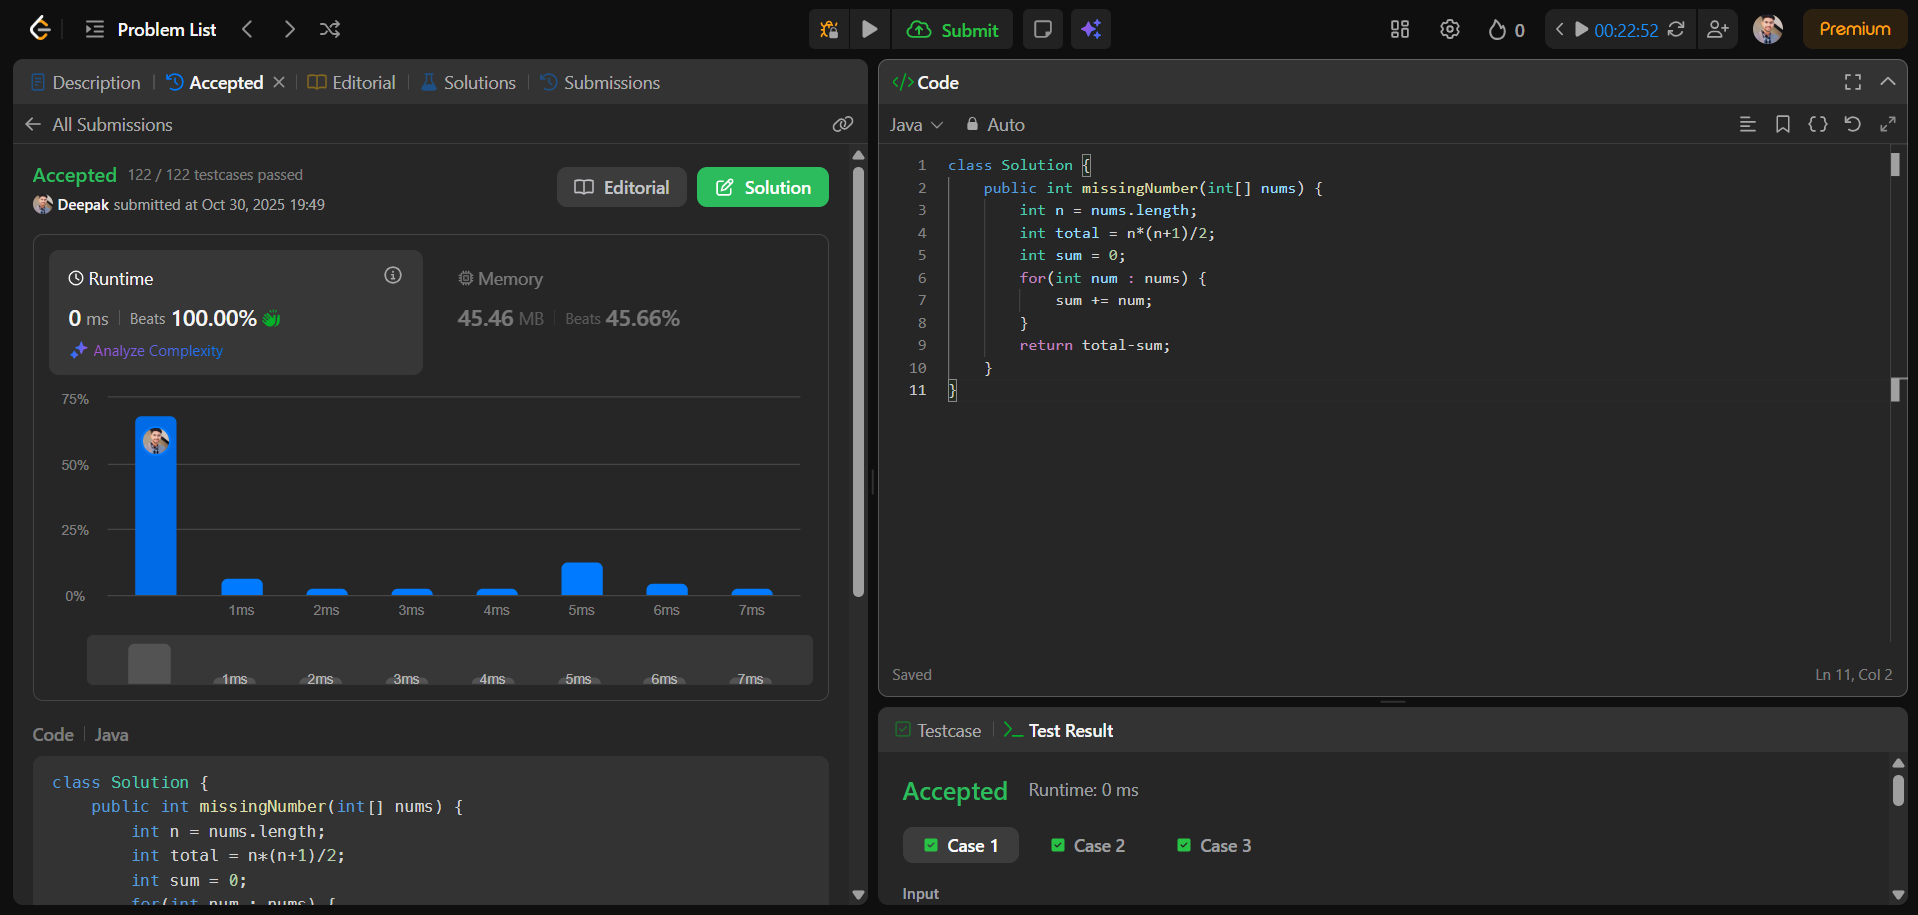 Problem List
Submit
0
00:22:52
Premium
Description
Accepted
Editorial
Solutions
Submissions
All Submissions
Accepted 122 / 122 testcases passed
Deepak submitted at Oct 30, 2025 19:49
Editorial
Solution
Runtime
0 ms Beats 100.00%
Analyze Complexity
Memory
45.46 MB Beats 45.66%
75%
50%
25%
0%
1ms 2ms 3ms 4ms 5ms 6ms 7ms
1ms 2ms 3ms 4ms 5ms 6ms 7ms
Code Java
class Solution {
    public int missingNumber(int[] nums) {
        int n = nums.length;
        int total = n*(n+1)/2;
        int sum = 0;
        for(int num : nums) {
</> Code
Java Auto
1 class Solution {
2     public int missingNumber(int[] nums) {
3         int n = nums.length;
4         int total = n*(n+1)/2;
5         int sum = 0;
6         for(int num : nums) {
7             sum += num;
8         }
9         return total-sum;
10     }
11 }
Saved
Ln 11, Col 2
Testcase
Test Result
Accepted Runtime: 0 ms
Case 1
Case 2
Case 3
Input